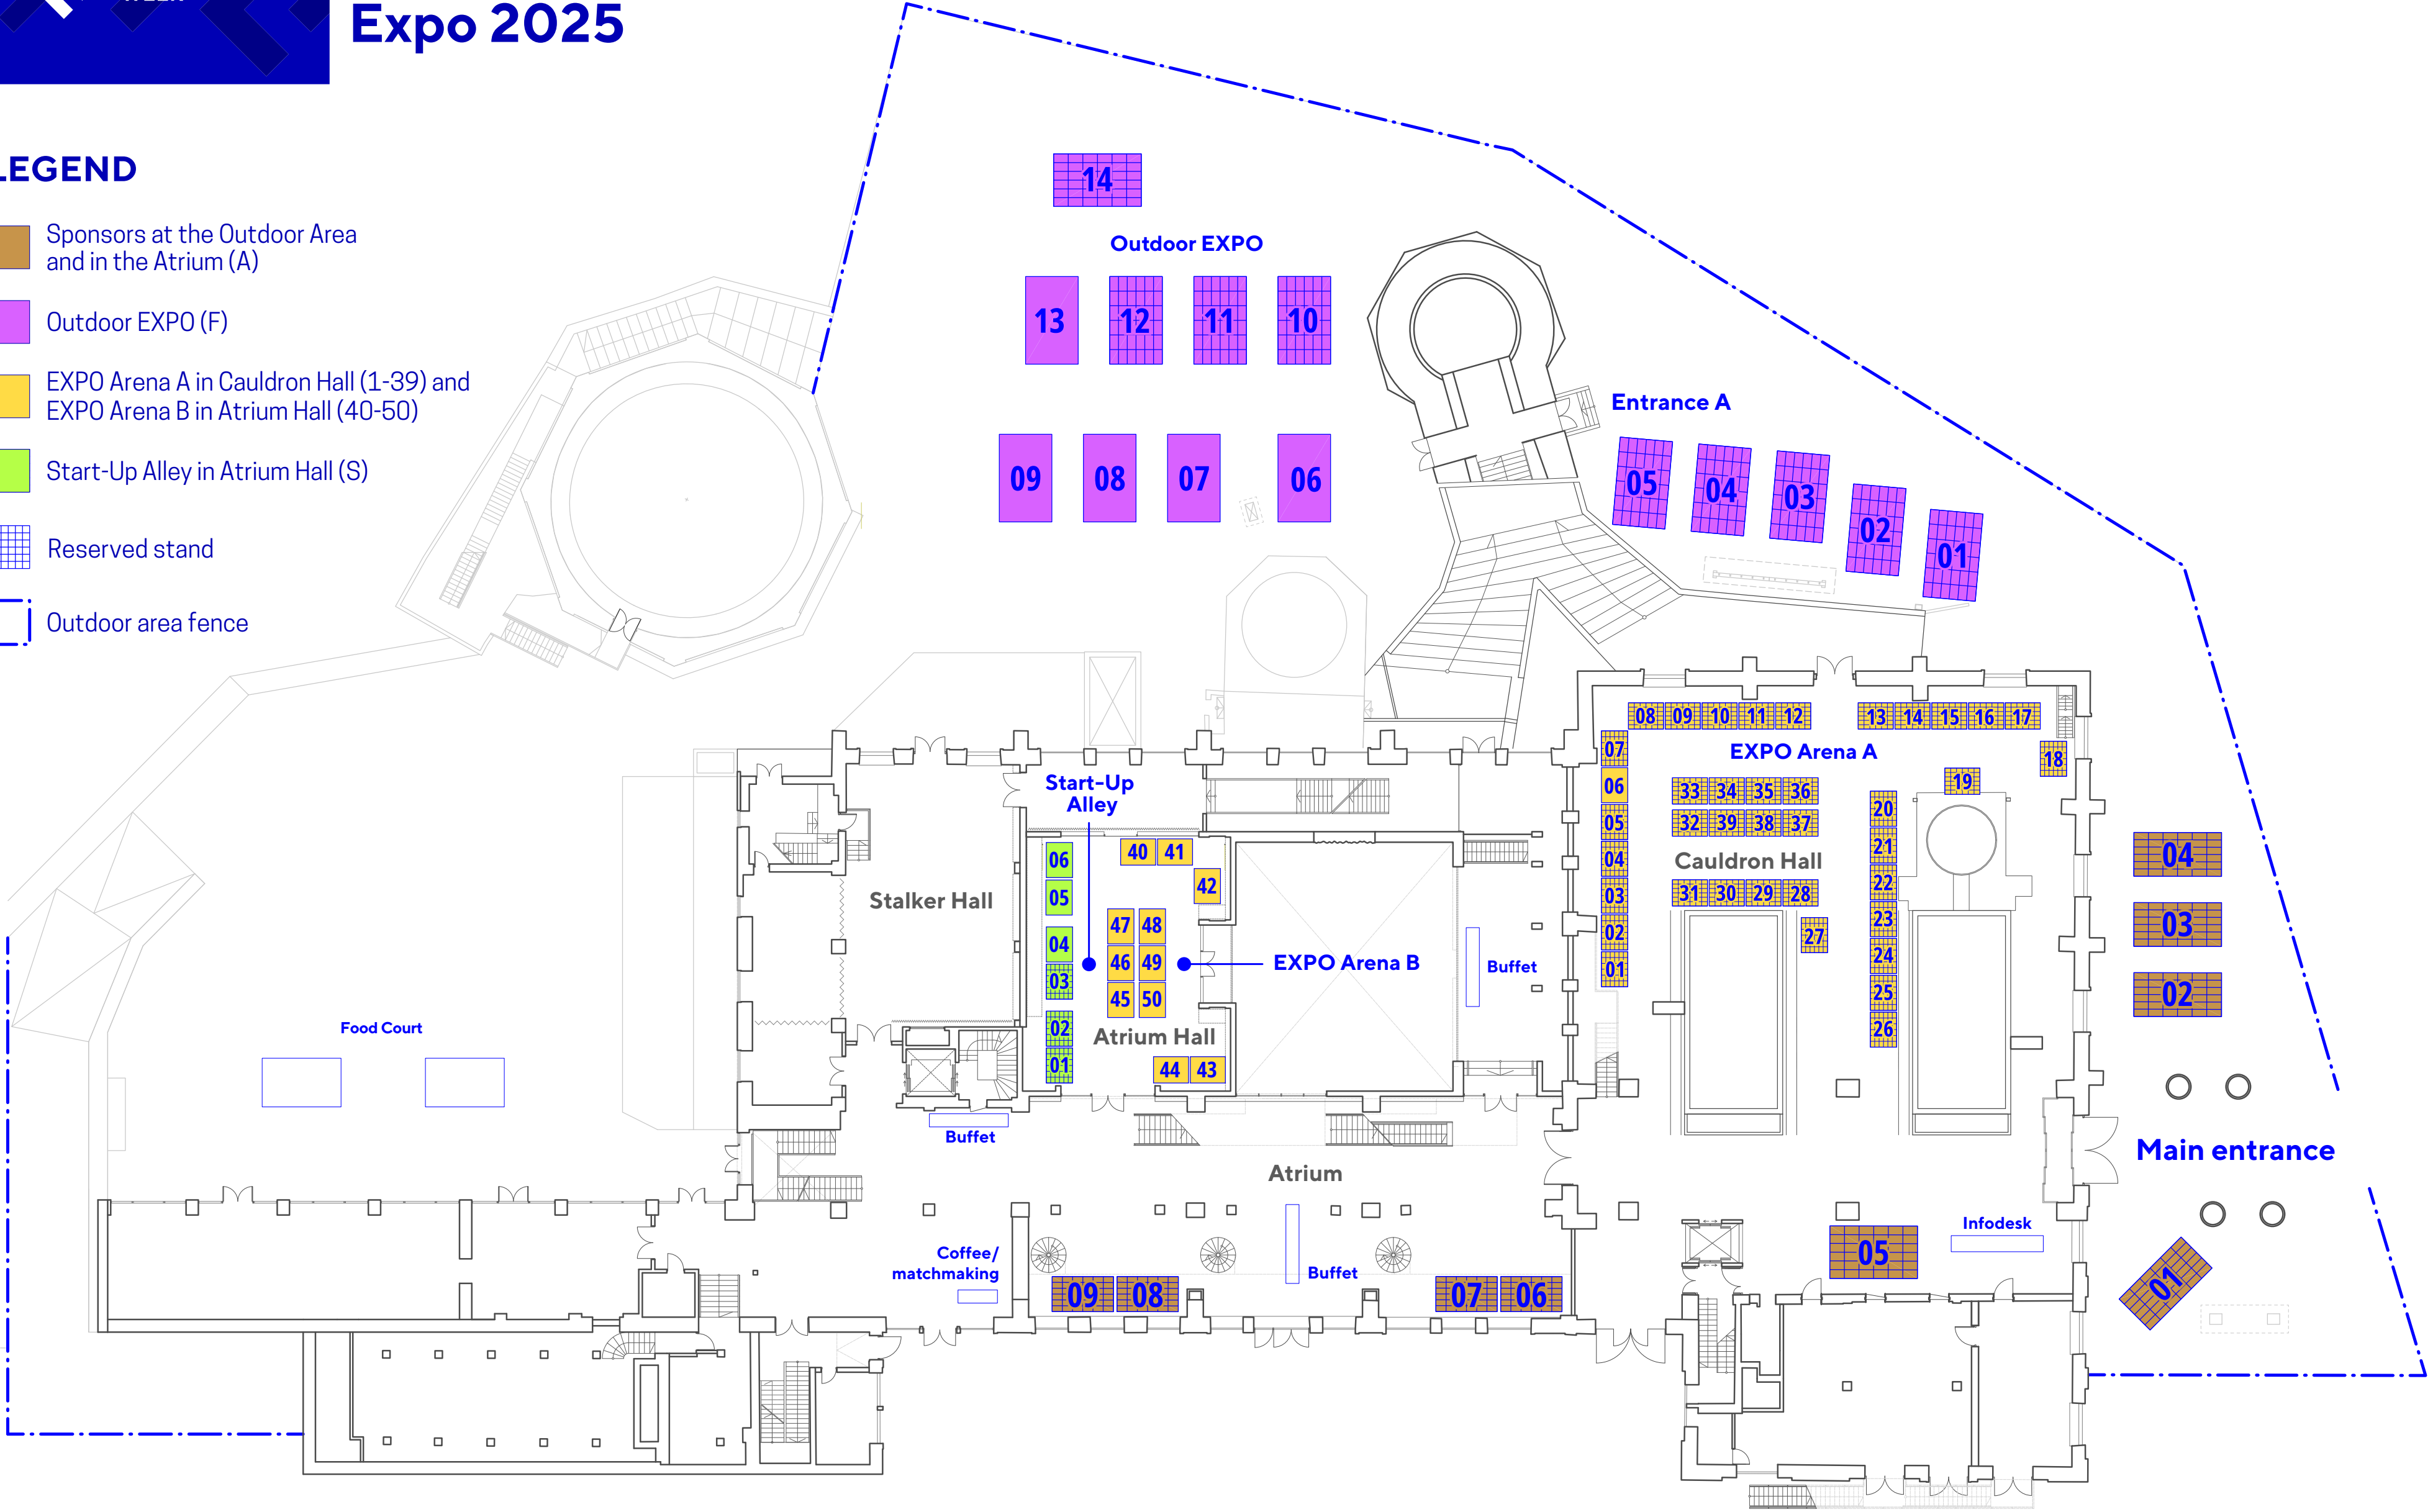 Expo 2025
LEGEND
Sponsors at the Outdoor Area
and in the Atrium (A)
Outdoor EXPO (F)
EXPO Arena A in Cauldron Hall (1-39) and
EXPO Arena B in Atrium Hall (40-50)
Start-Up Alley in Atrium Hall (S)
Reserved stand
Outdoor area fence
14
Outdoor EXPO
13 12 11 10
09 08 07 06
Entrance A
05 04 03 02 01
08 09 10 11 12 13 14 15 16 17
07
EXPO Arena A
18
06
33 34 35 36
19
05
32 39 38 37
20
04
Cauldron Hall
21
03
31 30 29 28
22
02
27
23
01
24
25
26
Start-Up
Alley
06
40 41
05
42
04
47 48
03
46 49
EXPO Arena B
45 50
02
Atrium Hall
01
44 43
Stalker Hall
Buffet
Food Court
Buffet
Atrium
04
03
02
Main entrance
Infodesk
05
01
Coffee/
matchmaking
09 08
Buffet
07 06